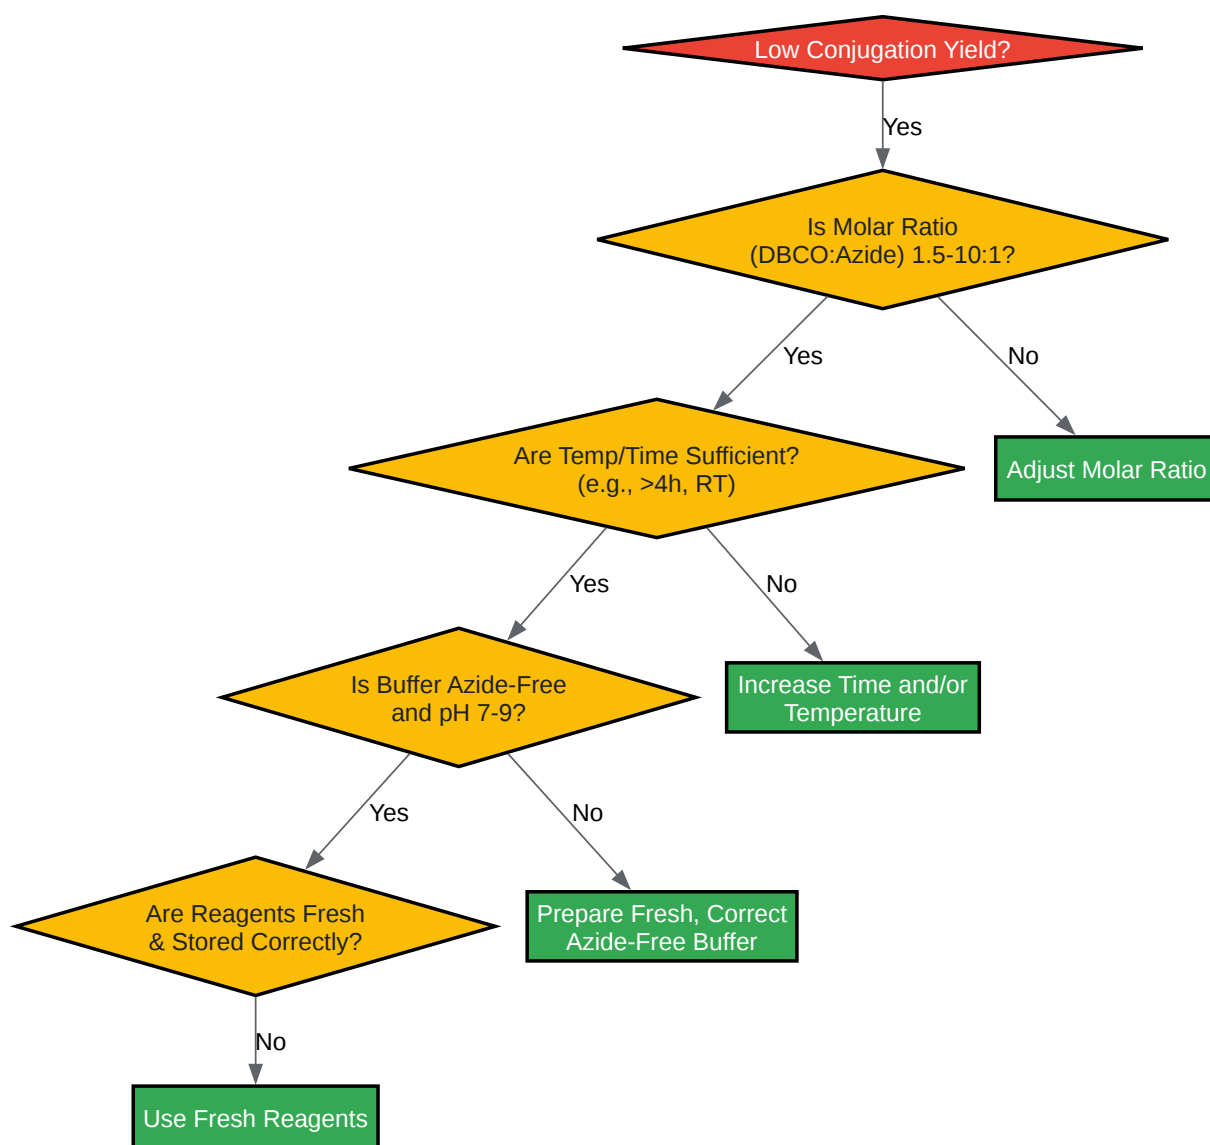 Low Conjugation Yield?
Yes
Is Molar Ratio
(DBCO:Azide) 1.5-10:1?
Yes
No
Are Temp/Time Sufficient?
(e.g., >4h, RT)
Adjust Molar Ratio
Yes
No
Is Buffer Azide-Free
and pH 7-9?
Increase Time and/or
Temperature
Yes
No
Are Reagents Fresh
& Stored Correctly?
Prepare Fresh, Correct
Azide-Free Buffer
No
Use Fresh Reagents